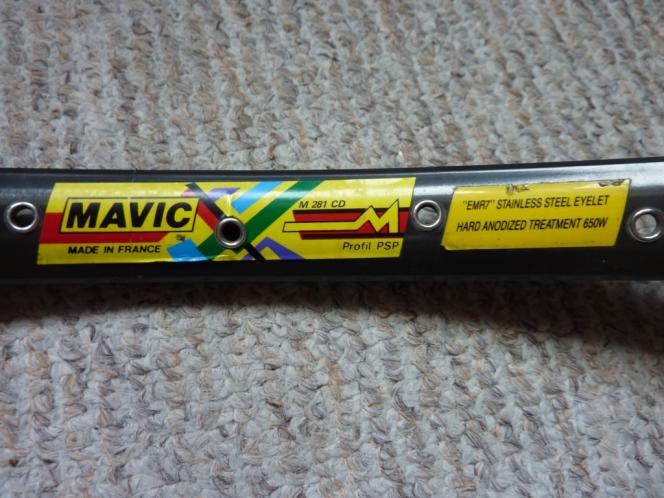 MAVIC
MADE IN FRANCE
M 281 CD
M
Profil PSP
"EMR7" STAINLESS STEEL EYELET
HARD ANODIZED TREATMENT 650W